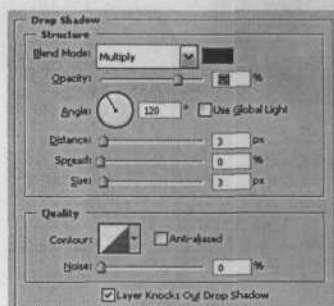 Drop Shadow
Structure
Blend Mode: Multiply
Opacity: %
Angle: 120 ° Use Global Light
Distance: 3 px
Spread: 0 %
Size: 3 px
Quality
Contour: Anti-aliased
Noise: 0 %
Layer Knocks Out Drop Shadow